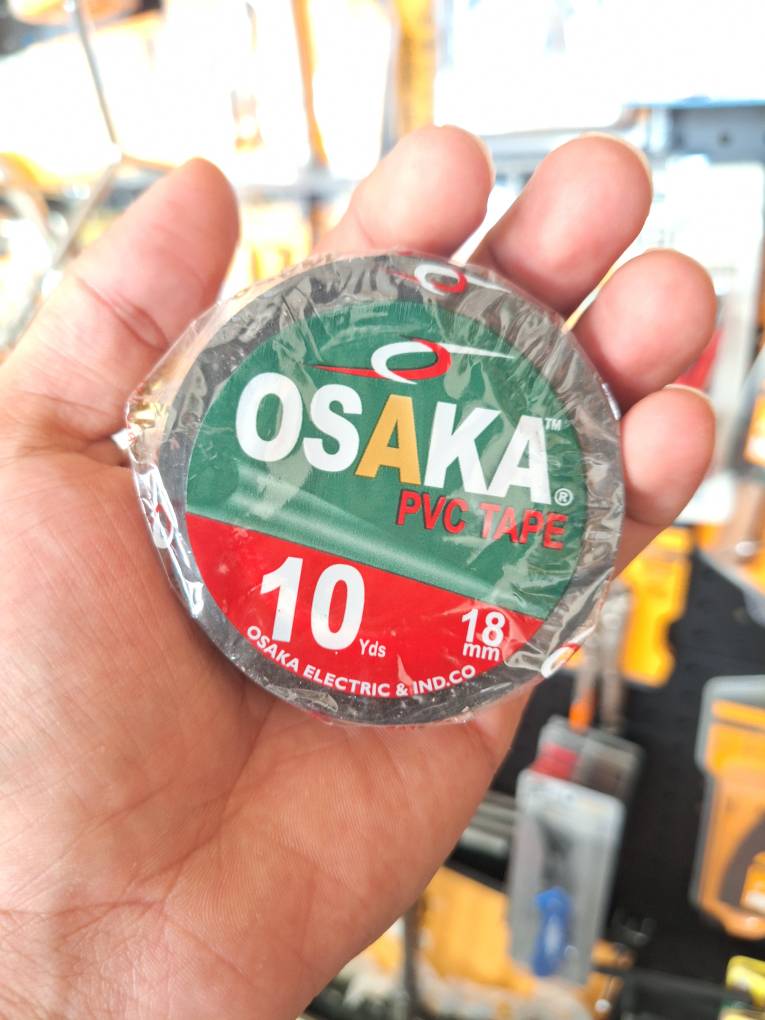 OSAKA™ ®
PVC TAPE
10 Yds
18 mm
OSAKA ELECTRIC & IND.CO